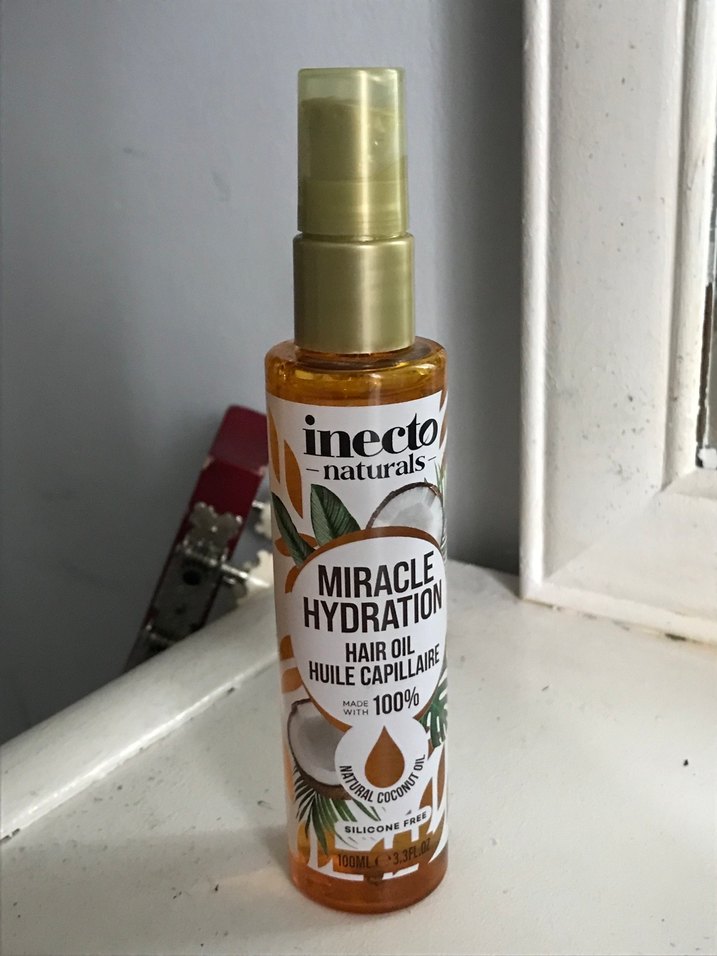 inecto
naturals
MIRACLE
HYDRATION
HAIR OIL
HUILE CAPILLAIRE
MADE
WITH 100%
NATURAL COCONUT OIL
SILICONE FREE
100ML ℮ 3.3FL.OZ